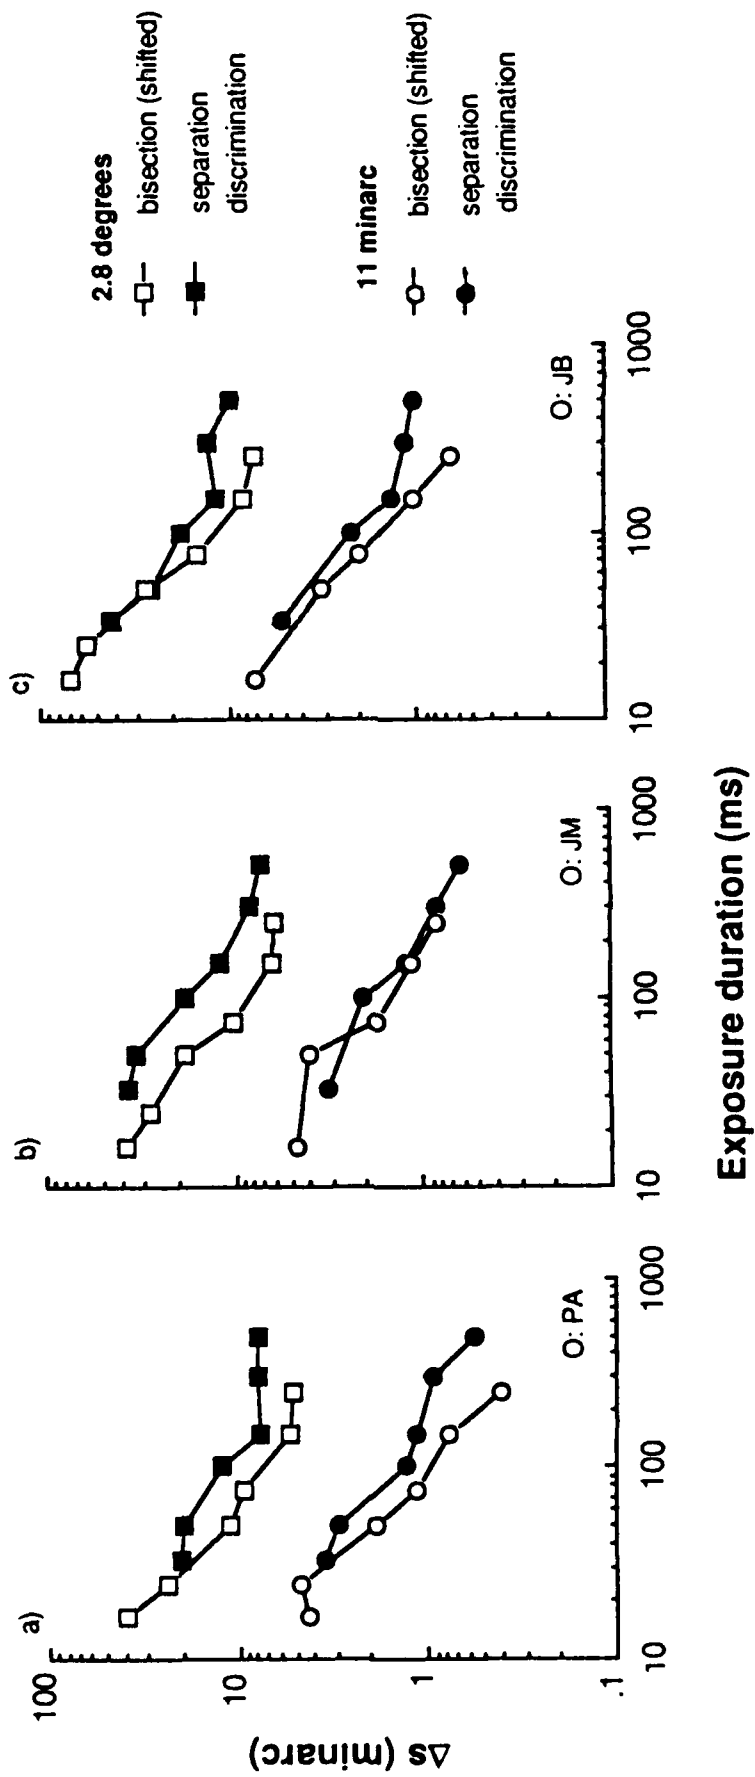 a)
100
10
1
.1
Δs (minarc)
10
100
1000
O: PA
b)
10
100
1000
O: JM
c)
10
100
1000
O: JB
Exposure duration (ms)
2.8 degrees
bisection (shifted)
separation
discrimination
11 minarc
bisection (shifted)
separation
discrimination